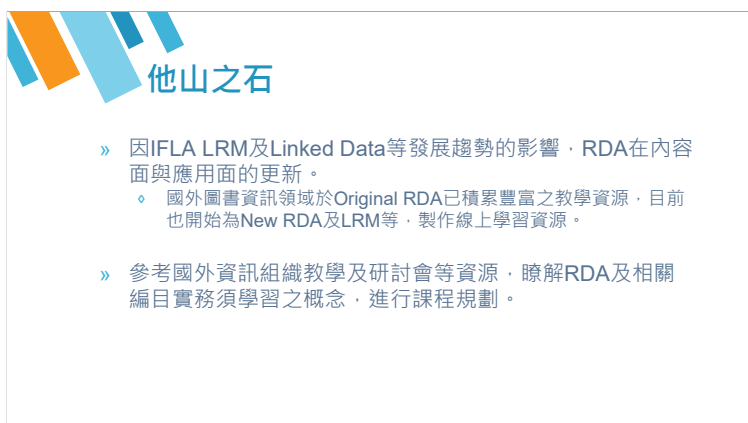 他山之石
» 因IFLA LRM及Linked Data等發展趨勢的影響，RDA在內容
面與應用面的更新。
◦ 國外圖書資訊領域於Original RDA已積累豐富之教學資源，目前
也開始為New RDA及LRM等，製作線上學習資源。
» 參考國外資訊組織教學及研討會等資源，瞭解RDA及相關
編目實務須學習之概念，進行課程規劃。